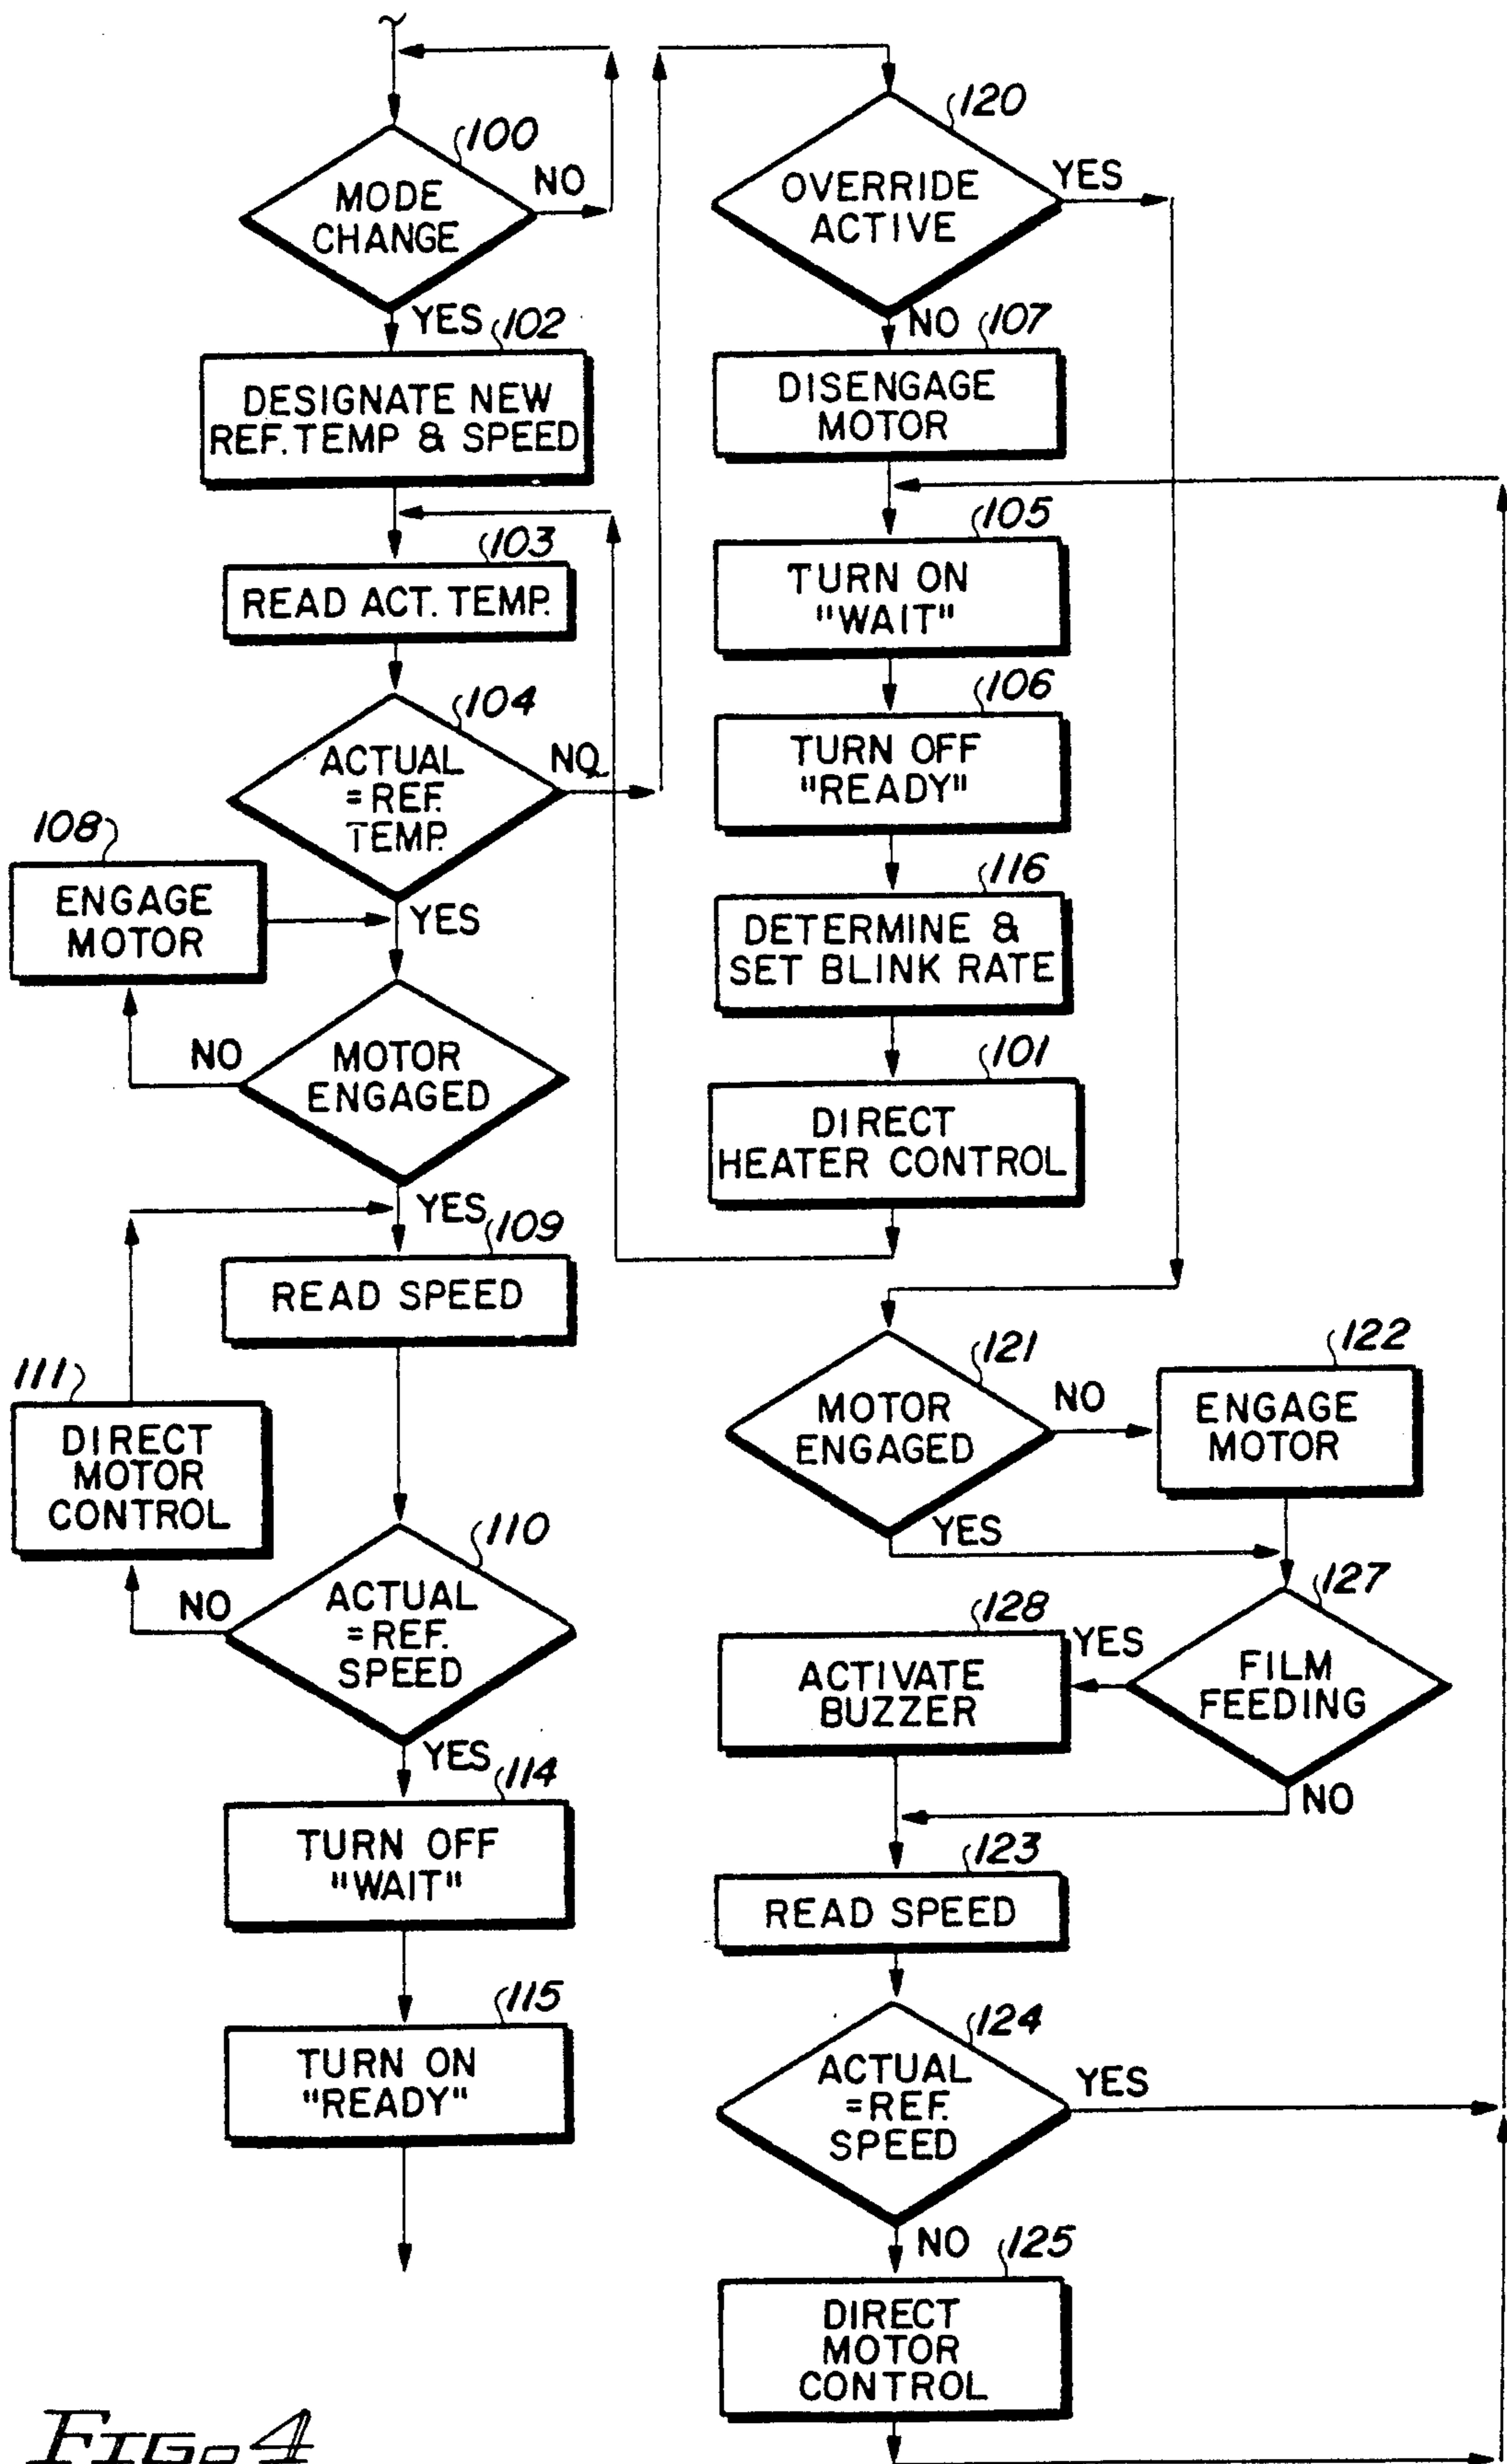 100
MODE
CHANGE
NO
YES
102
DESIGNATE NEW
REF. TEMP & SPEED
103
READ ACT. TEMP.
104
ACTUAL
=REF.
TEMP.
NO
YES
108
ENGAGE
MOTOR
MOTOR
ENGAGED
NO
YES
109
READ SPEED
111
DIRECT
MOTOR
CONTROL
110
ACTUAL
=REF.
SPEED
NO
YES
114
TURN OFF
"WAIT"
115
TURN ON
"READY"
120
OVERRIDE
ACTIVE
YES
NO
107
DISENGAGE
MOTOR
105
TURN ON
"WAIT"
106
TURN OFF
"READY"
116
DETERMINE &
SET BLINK RATE
101
DIRECT
HEATER CONTROL
121
MOTOR
ENGAGED
NO
YES
122
ENGAGE
MOTOR
127
FILM
FEEDING
YES
NO
128
ACTIVATE
BUZZER
123
READ SPEED
124
ACTUAL
=REF.
SPEED
YES
NO
125
DIRECT
MOTOR
CONTROL
FIG. 4